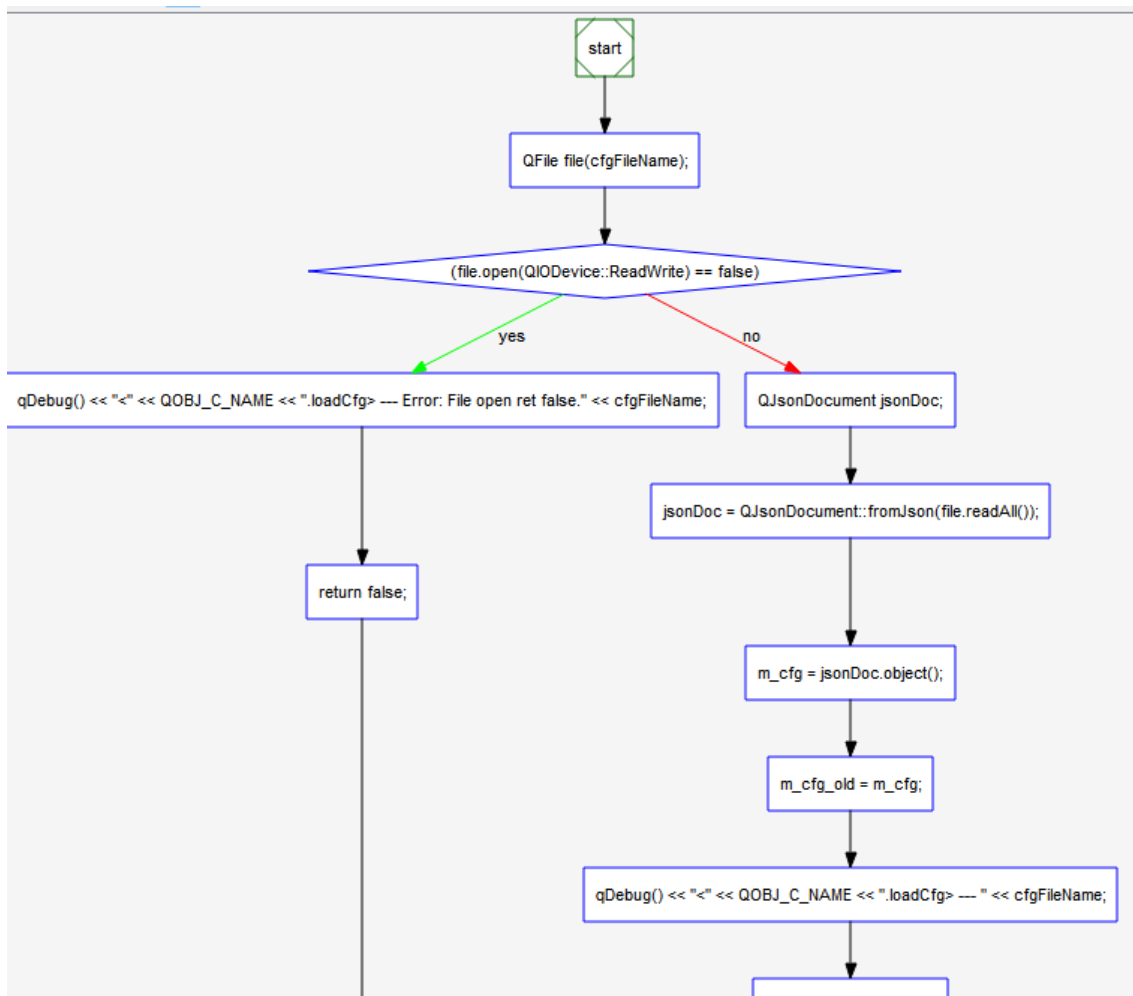 start
QFile file(cfgFileName);
(file.open(QIODevice::ReadWrite) == false)
yes
no
qDebug() << "<" << QOBJ_C_NAME << ".loadCfg> --- Error: File open ret false." << cfgFileName;
QJsonDocument jsonDoc;
jsonDoc = QJsonDocument::fromJson(file.readAll());
return false;
m_cfg = jsonDoc.object();
m_cfg_old = m_cfg;
qDebug() << "<" << QOBJ_C_NAME << ".loadCfg> --- " << cfgFileName;